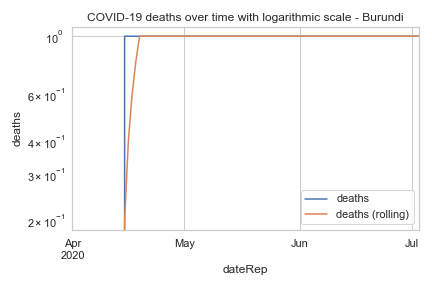 COVID-19 deaths over time with logarithmic scale - Burundi
10⁰
6 × 10⁻¹
4 × 10⁻¹
3 × 10⁻¹
2 × 10⁻¹
deaths
deaths
deaths (rolling)
Apr
2020
May
Jun
Jul
dateRep